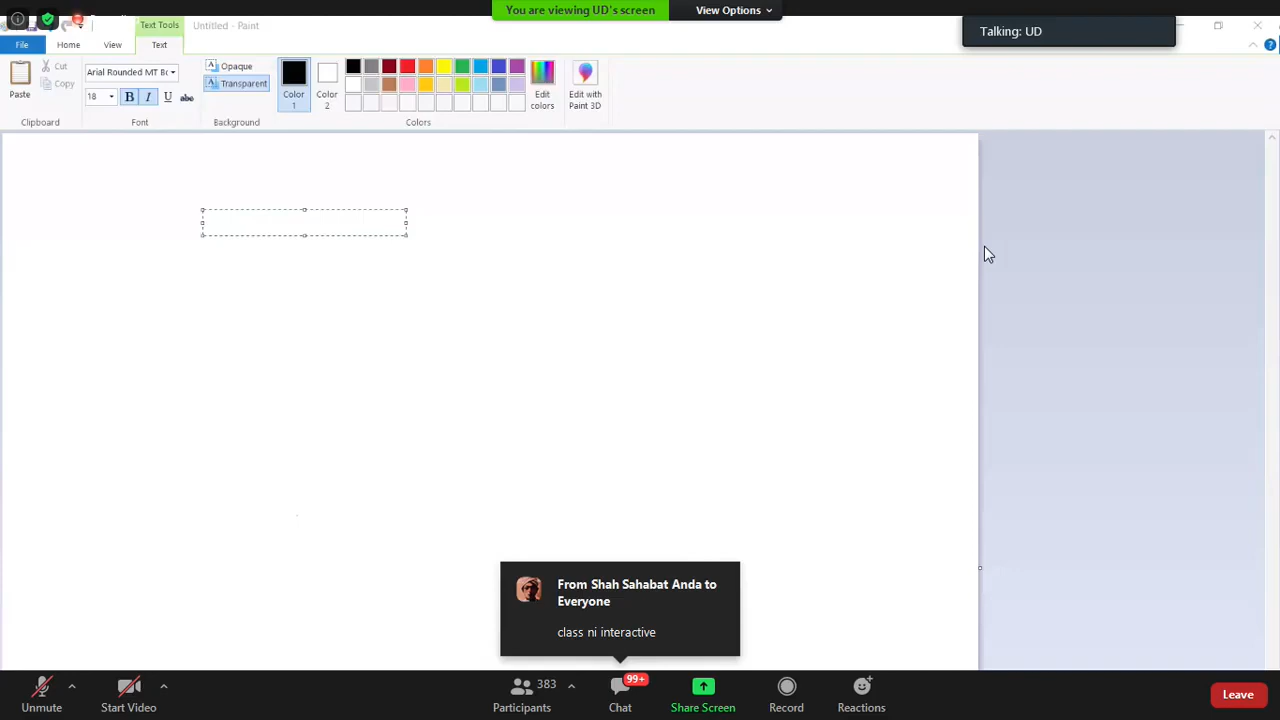 You are viewing UD's screen View Options
Talking: UD
Text Tools Untitled - Paint
File Home View Text
Paste Cut Copy
Arial Rounded MT Bo
18 B I U abc
Opaque
Transparent
Color 1
Color 2
Edit colors
Edit with Paint 3D
Clipboard Font Background Colors
From Shah Sahabat Anda to
Everyone
class ni interactive
383 99+
Unmute Start Video Participants Chat Share Screen Record Reactions Leave